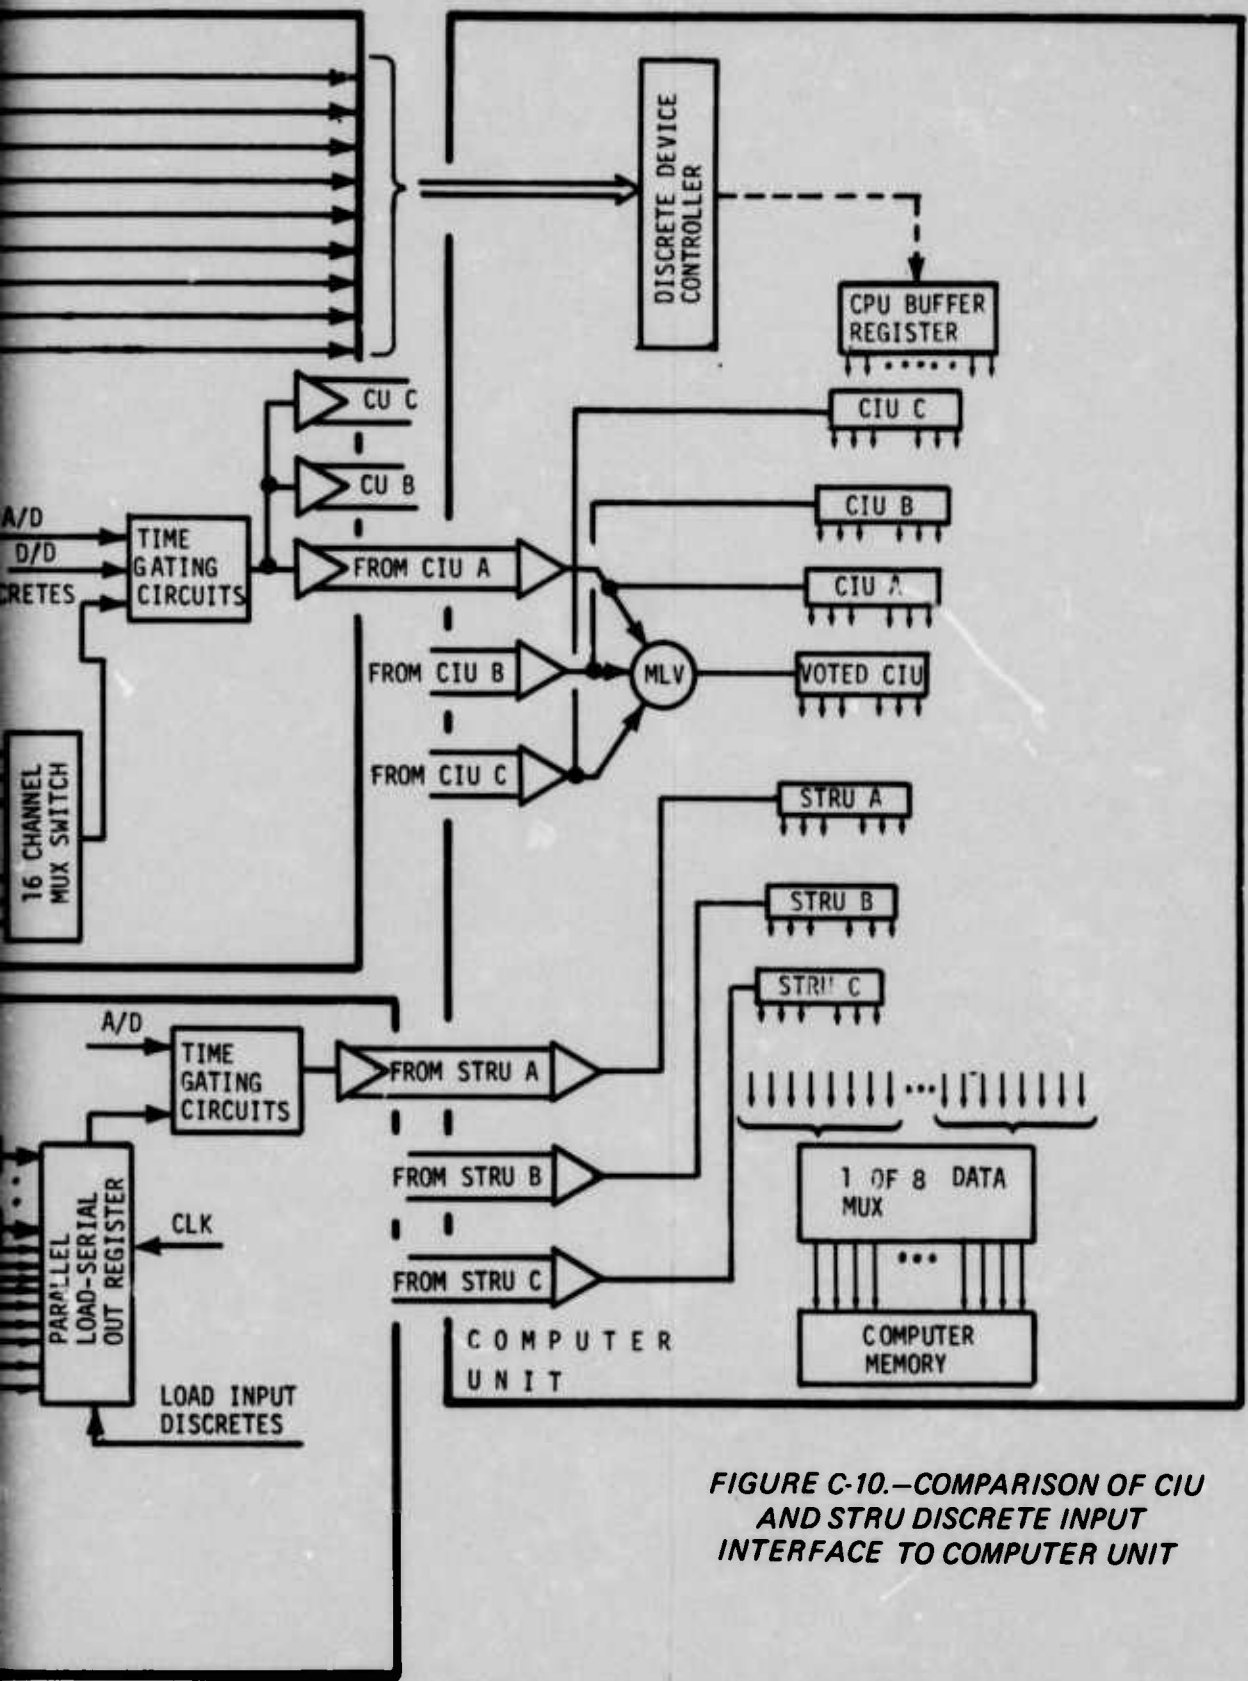 DISCRETE DEVICE
CONTROLLER
CPU BUFFER
REGISTER
CU C
CIU C
CU B
CIU B
A/D
D/D
CRETES
TIME
GATING
CIRCUITS
FROM CIU A
CIU A
FROM CIU B
MLV
VOTED CIU
FROM CIU C
16 CHANNEL
MUX SWITCH
STRU A
STRU B
STRU C
A/D
TIME
GATING
CIRCUITS
FROM STRU A
FROM STRU B
1 OF 8 DATA
MUX
PARALLEL
LOAD-SERIAL
OUT REGISTER
CLK
FROM STRU C
COMPUTER
UNIT
COMPUTER
MEMORY
LOAD INPUT
DISCRETES
FIGURE C-10.—COMPARISON OF CIU
AND STRU DISCRETE INPUT
INTERFACE TO COMPUTER UNIT